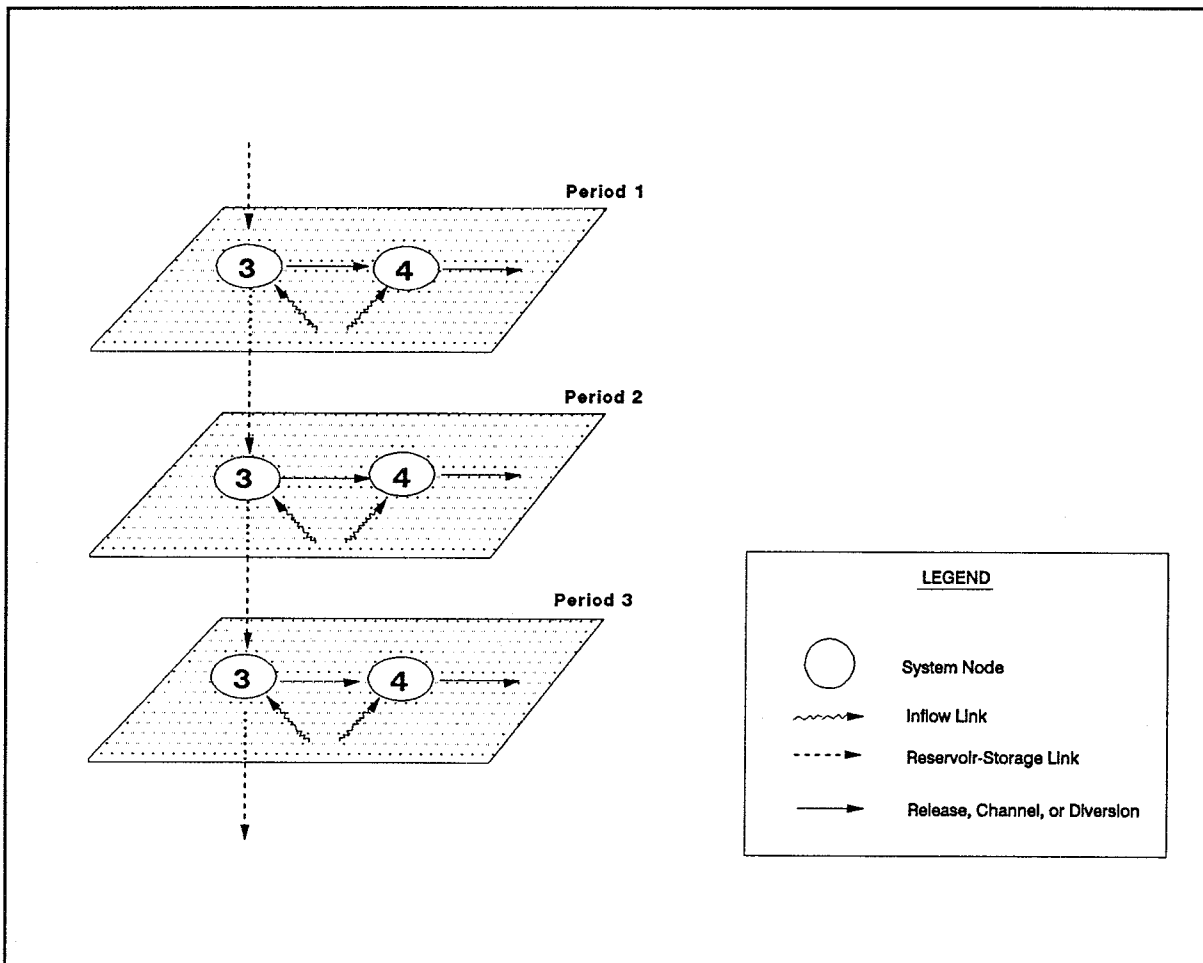 Period 1
3
4
Period 2
3
4
Period 3
3
4
LEGEND
System Node
Inflow Link
Reservoir-Storage Link
Release, Channel, or Diversion